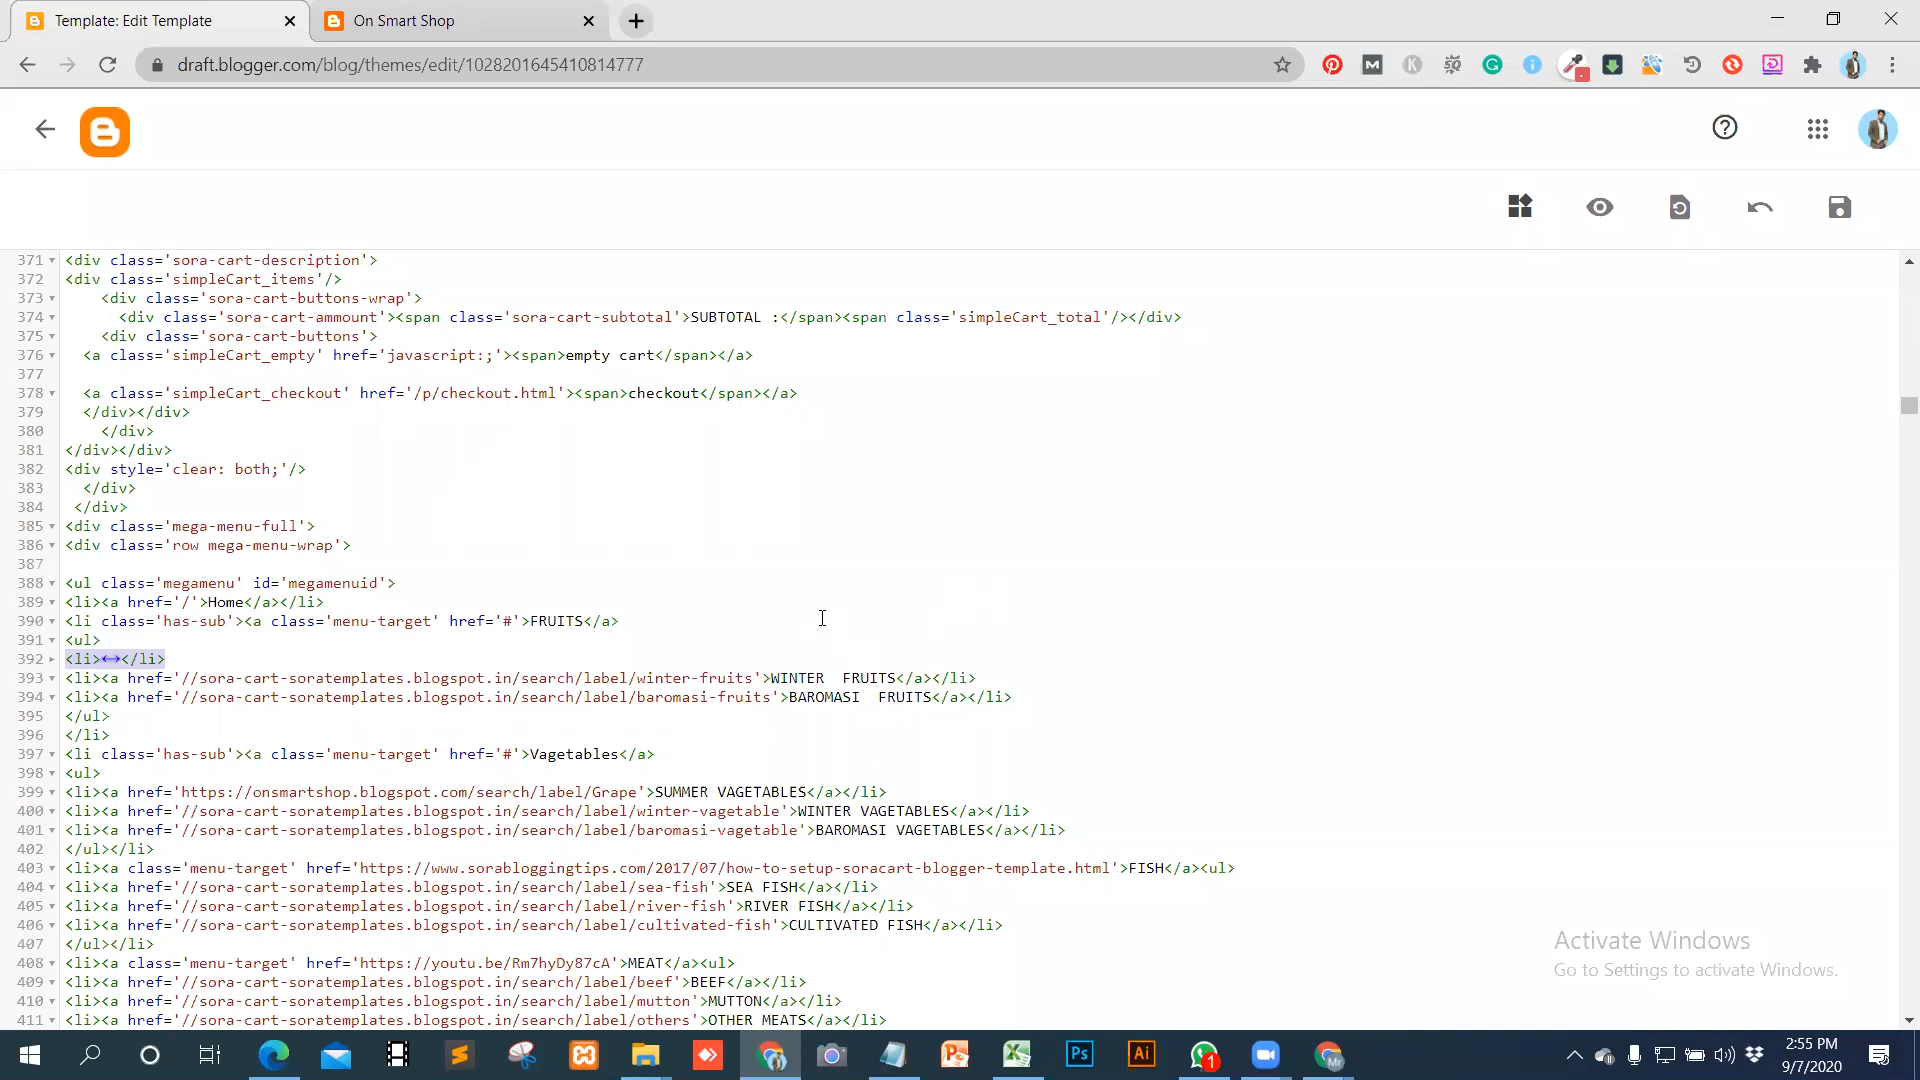 Template: Edit Template
On Smart Shop
draft.blogger.com/blog/themes/edit/1028201645410814777
371 <div class='sora-cart-description'>
372 <div class='simpleCart_items'/>
373 <div class='sora-cart-buttons-wrap'>
374 <div class='sora-cart-ammount'><span class='sora-cart-subtotal'>SUBTOTAL :</span><span class='simpleCart_total'/></div>
375 <div class='sora-cart-buttons'>
376 <a class='simpleCart_empty' href='javascript:;'><span>empty cart</span></a>
377
378 <a class='simpleCart_checkout' href='/p/checkout.html'><span>checkout</span></a>
379 </div></div>
380 </div>
381 </div></div>
382 <div style='clear: both;'/>
383 </div>
384 </div>
385 <div class='mega-menu-full'>
386 <div class='row mega-menu-wrap'>
387
388 <ul class='megamenu' id='megamenuid'>
389 <li><a href='/'>Home</a></li>
390 <li class='has-sub'><a class='menu-target' href='#'>FRUITS</a>
391 <ul>
392 <li>↔</li>
393 <li><a href='//sora-cart-soratemplates.blogspot.in/search/label/winter-fruits'>WINTER  FRUITS</a></li>
394 <li><a href='//sora-cart-soratemplates.blogspot.in/search/label/baromasi-fruits'>BAROMASI  FRUITS</a></li>
395 </ul>
396 </li>
397 <li class='has-sub'><a class='menu-target' href='#'>Vagetables</a>
398 <ul>
399 <li><a href='https://onsmartshop.blogspot.com/search/label/Grape'>SUMMER VAGETABLES</a></li>
400 <li><a href='//sora-cart-soratemplates.blogspot.in/search/label/winter-vagetable'>WINTER VAGETABLES</a></li>
401 <li><a href='//sora-cart-soratemplates.blogspot.in/search/label/baromasi-vagetable'>BAROMASI VAGETABLES</a></li>
402 </ul></li>
403 <li><a class='menu-target' href='https://www.sorabloggingtips.com/2017/07/how-to-setup-soracart-blogger-template.html'>FISH</a><ul>
404 <li><a href='//sora-cart-soratemplates.blogspot.in/search/label/sea-fish'>SEA FISH</a></li>
405 <li><a href='//sora-cart-soratemplates.blogspot.in/search/label/river-fish'>RIVER FISH</a></li>
406 <li><a href='//sora-cart-soratemplates.blogspot.in/search/label/cultivated-fish'>CULTIVATED FISH</a></li>
407 </ul></li>
408 <li><a class='menu-target' href='https://youtu.be/Rm7hyDy87cA'>MEAT</a><ul>
409 <li><a href='//sora-cart-soratemplates.blogspot.in/search/label/beef'>BEEF</a></li>
410 <li><a href='//sora-cart-soratemplates.blogspot.in/search/label/mutton'>MUTTON</a></li>
411 <li><a href='//sora-cart-soratemplates.blogspot.in/search/label/others'>OTHER MEATS</a></li>
Activate Windows
Go to Settings to activate Windows.
Ps
Ai
1
2:55 PM
9/7/2020